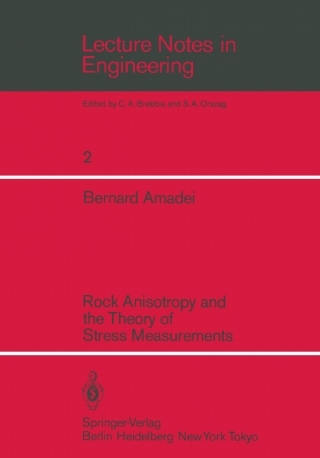 Lecture Notes in
Engineering
Edited by C. A. Brebbia and S. A. Orszag
2
Bernard Amadei
Rock Anisotropy and
the Theory of
Stress Measurements
Springer-Verlag
Berlin Heidelberg New York Tokyo